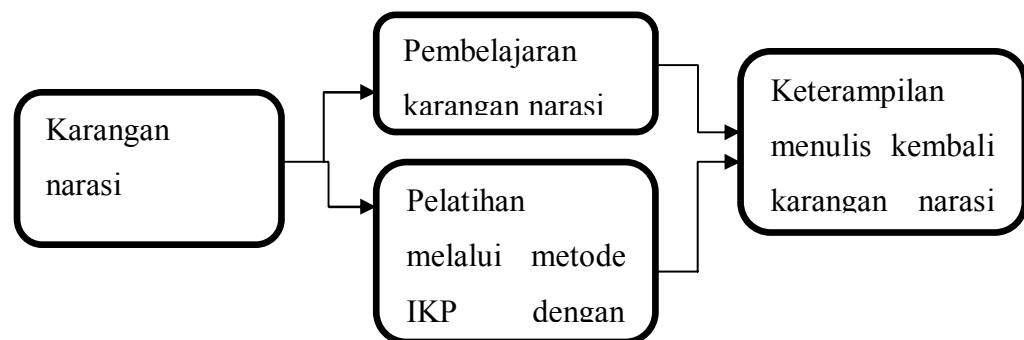 Karangan
narasi
Pembelajaran
karangan narasi
Pelatihan
melalui metode
IKP dengan
Keterampilan
menulis kembali
karangan narasi